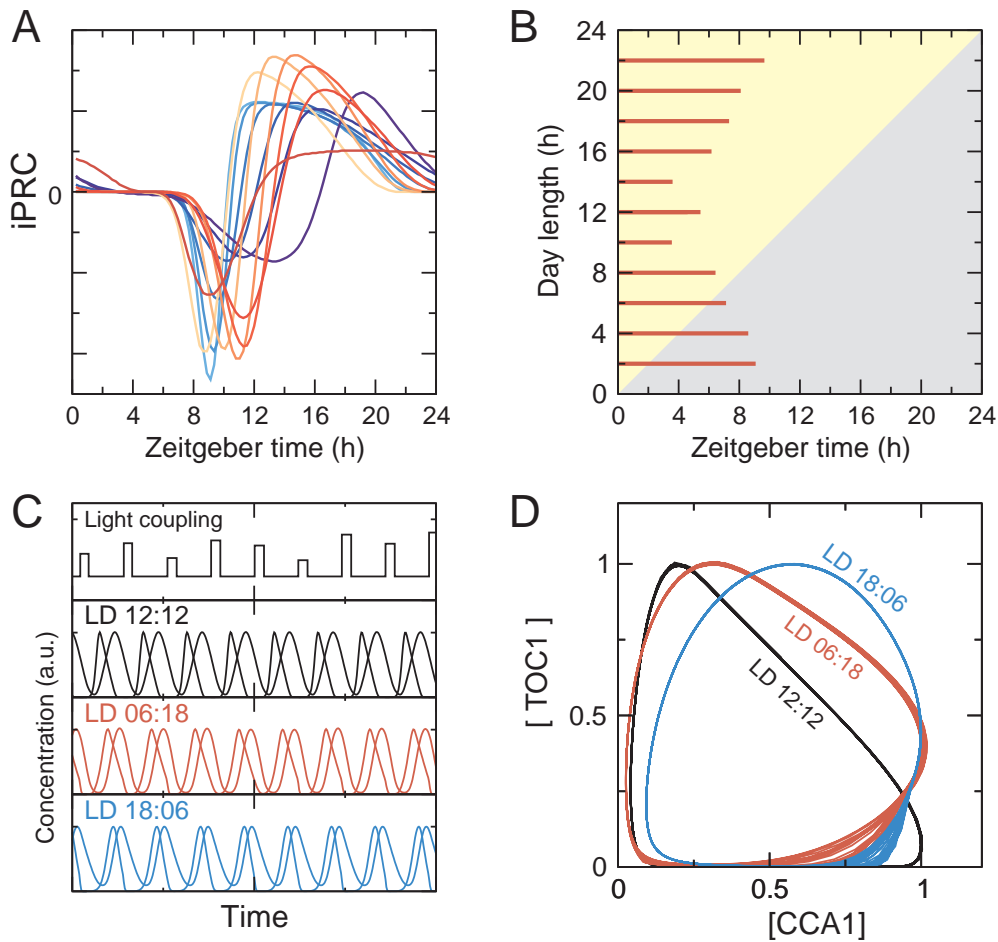 A
iPRC
0
0 4 8 12 16 20 24
Zeitgeber time (h)
B
Day length (h)
24
20
16
12
8
4
0
0 4 8 12 16 20 24
Zeitgeber time (h)
C
Light coupling
LD 12:12
LD 06:18
LD 18:06
Concentration (a.u.)
Time
D
[ TOC1 ]
1
0.5
0
LD 18:06
LD 06:18
LD 12:12
0 0.5 1
[CCA1]